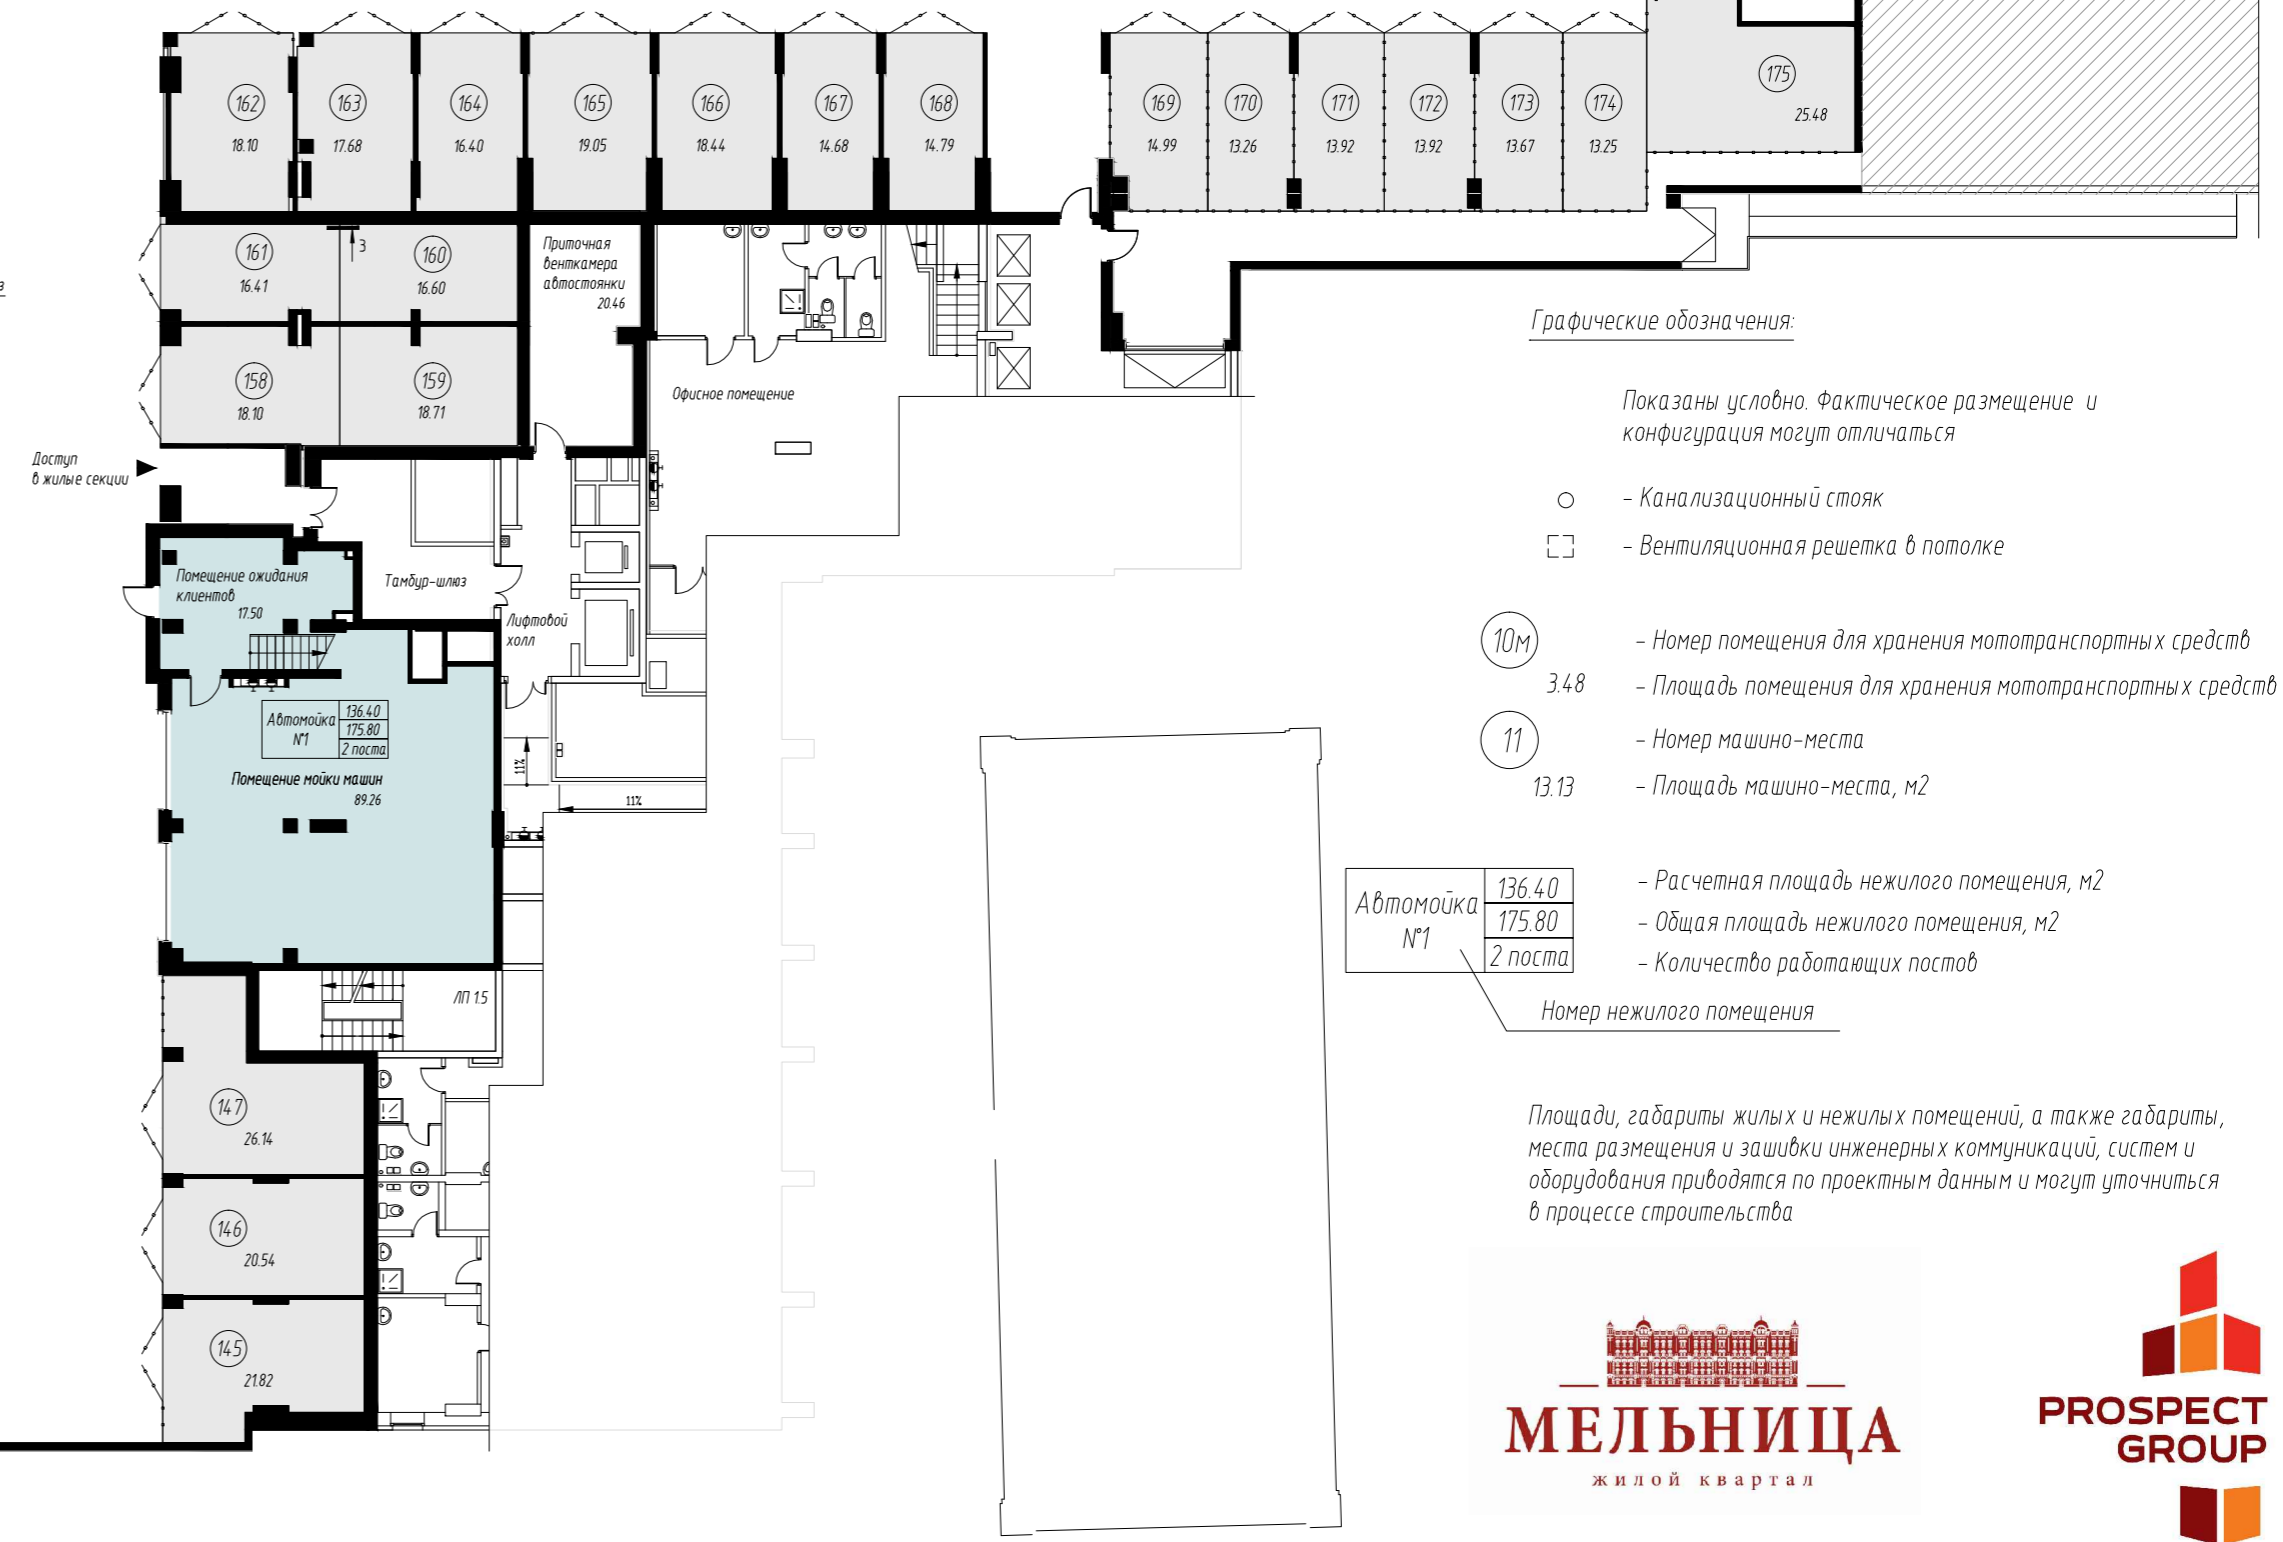 162
18.10
163
17.68
164
16.40
165
19.05
166
18.44
167
14.68
168
14.79
169
14.99
170
13.26
171
13.92
172
13.92
173
13.67
174
13.25
175
25.48
161
16.41
3
160
16.60
158
18.10
159
18.71
Приточная
венткамера
автостоянки
20.46
Офисное помещение
Доступ
в жилые секции
Помещение ожидания
клиентов
17.50
Тамбур-шлюз
Лифтовой
холл
Автомойка
№1
136.40
175.80
2 поста
Помещение мойки машин
89.26
11%
11%
ЛП 1.5
147
26.14
146
20.54
145
21.82
Графические обозначения:
Показаны условно. Фактическое размещение и
конфигурация могут отличаться
- Канализационный стояк
- Вентиляционная решетка в потолке
10м
- Номер помещения для хранения мототранспортных средств
3.48
- Площадь помещения для хранения мототранспортных средств
11
- Номер машино-места
13.13
- Площадь машино-места, м2
Автомойка
№1
136.40
- Расчетная площадь нежилого помещения, м2
175.80
- Общая площадь нежилого помещения, м2
2 поста
- Количество работающих постов
Номер нежилого помещения
Площади, габариты жилых и нежилых помещений, а также габариты,
места размещения и зашивки инженерных коммуникаций, систем и
оборудования приводятся по проектным данным и могут уточниться
в процессе строительства
МЕЛЬНИЦА
жилой квартал
PROSPECT
GROUP